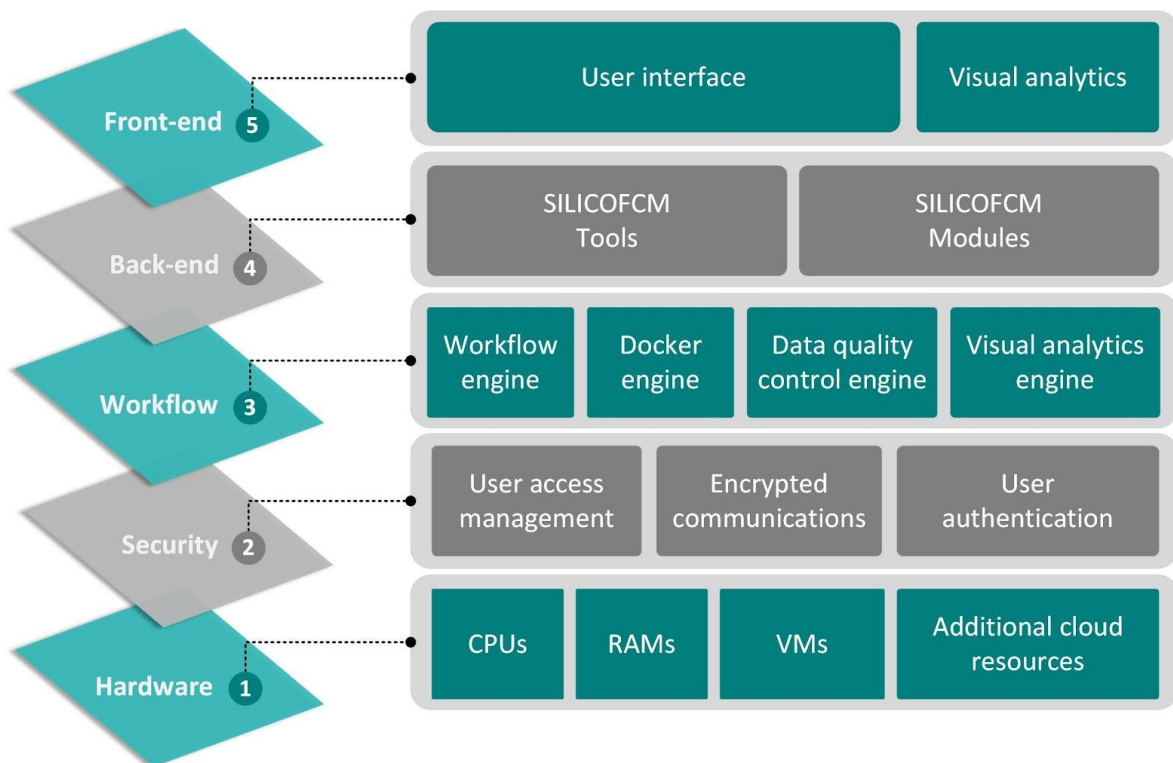 Front-end 5
User interface
Visual analytics
Back-end 4
SILICOFCM
Tools
SILICOFCM
Modules
Workflow 3
Workflow
engine
Docker
engine
Data quality
control engine
Visual analytics
engine
Security 2
User access
management
Encrypted
communications
User
authentication
Hardware 1
CPUs
RAMs
VMs
Additional cloud
resources